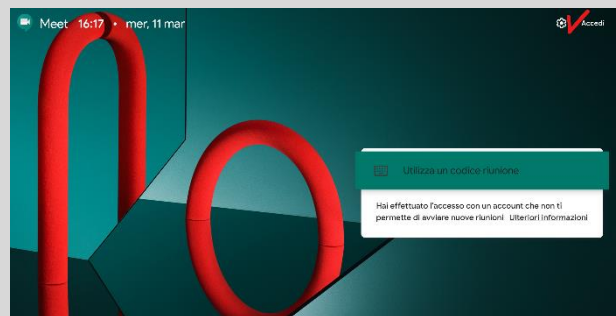 Meet 16:17 • mer, 11 mar
Accedi
Utilizza un codice riunione
Hai effettuato l'accesso con un account che non ti
permette di avviare nuove riunioni Ulteriori informazioni